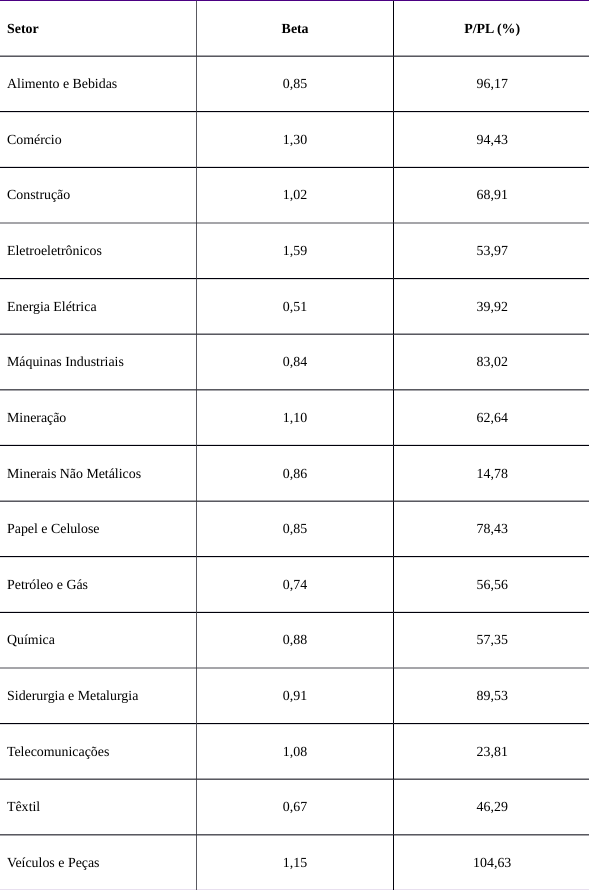 Setor Beta P/PL (%)
Alimento e Bebidas 0,85 96,17
Comércio 1,30 94,43
Construção 1,02 68,91
Eletroeletrônicos 1,59 53,97
Energia Elétrica 0,51 39,92
Máquinas Industriais 0,84 83,02
Mineração 1,10 62,64
Minerais Não Metálicos 0,86 14,78
Papel e Celulose 0,85 78,43
Petróleo e Gás 0,74 56,56
Química 0,88 57,35
Siderurgia e Metalurgia 0,91 89,53
Telecomunicações 1,08 23,81
Têxtil 0,67 46,29
Veículos e Peças 1,15 104,63